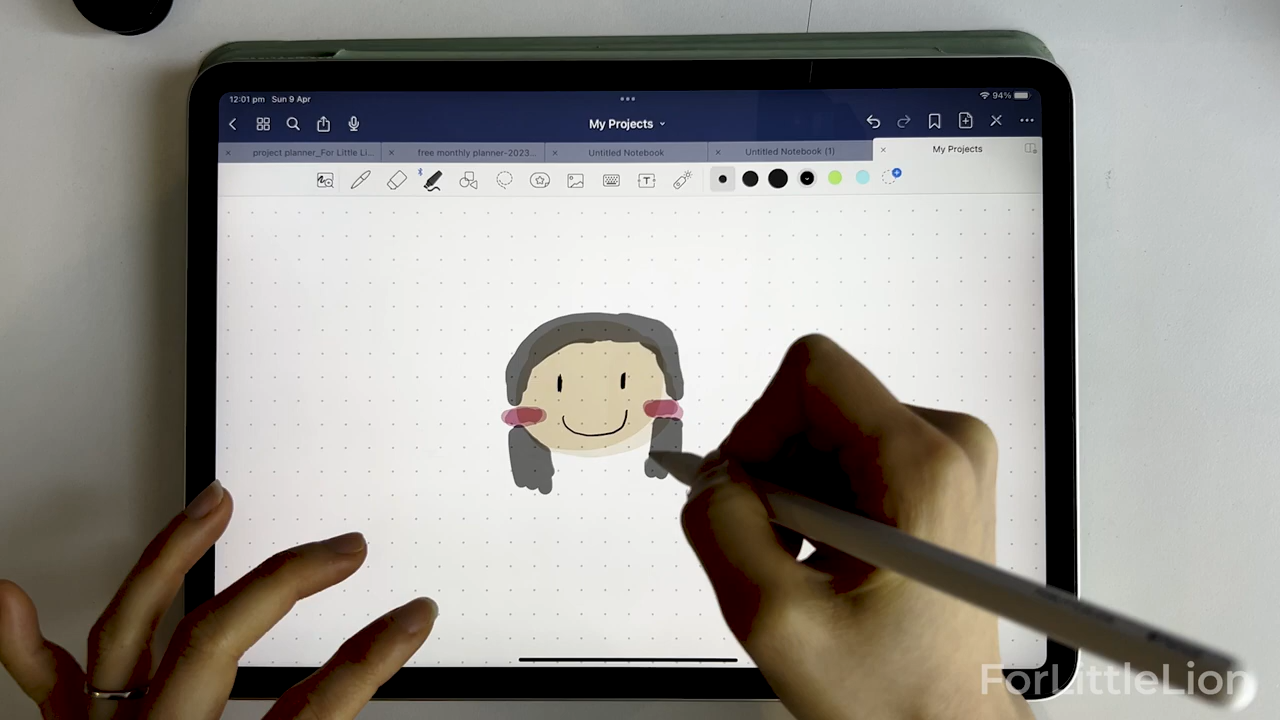 12:01 pm Sun 9 Apr
94%
My Projects
project planner_For Little Li...
free monthly planner-2023...
Untitled Notebook
Untitled Notebook (1)
My Projects
T
ForLittleLion